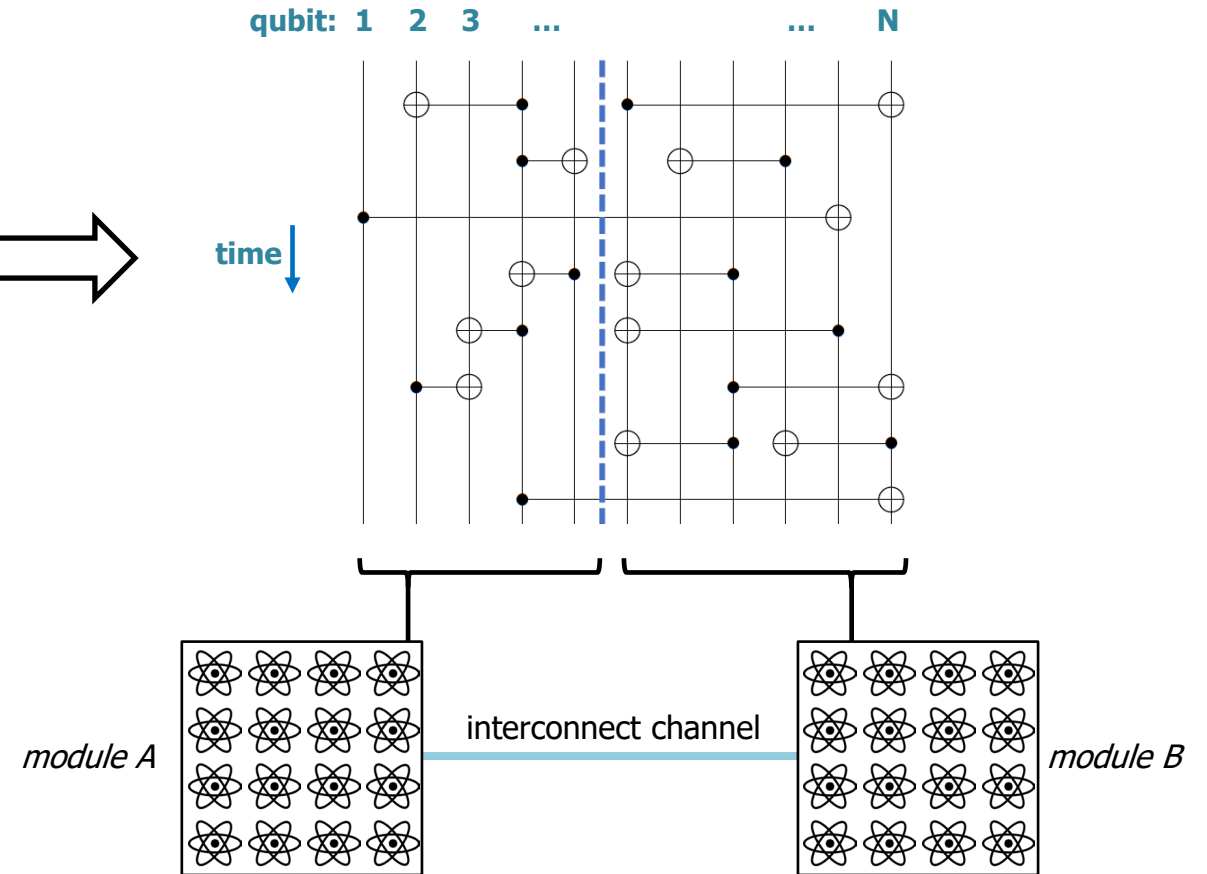 qubit: 1 2 3 ... ... N
time
interconnect channel
module A
module B